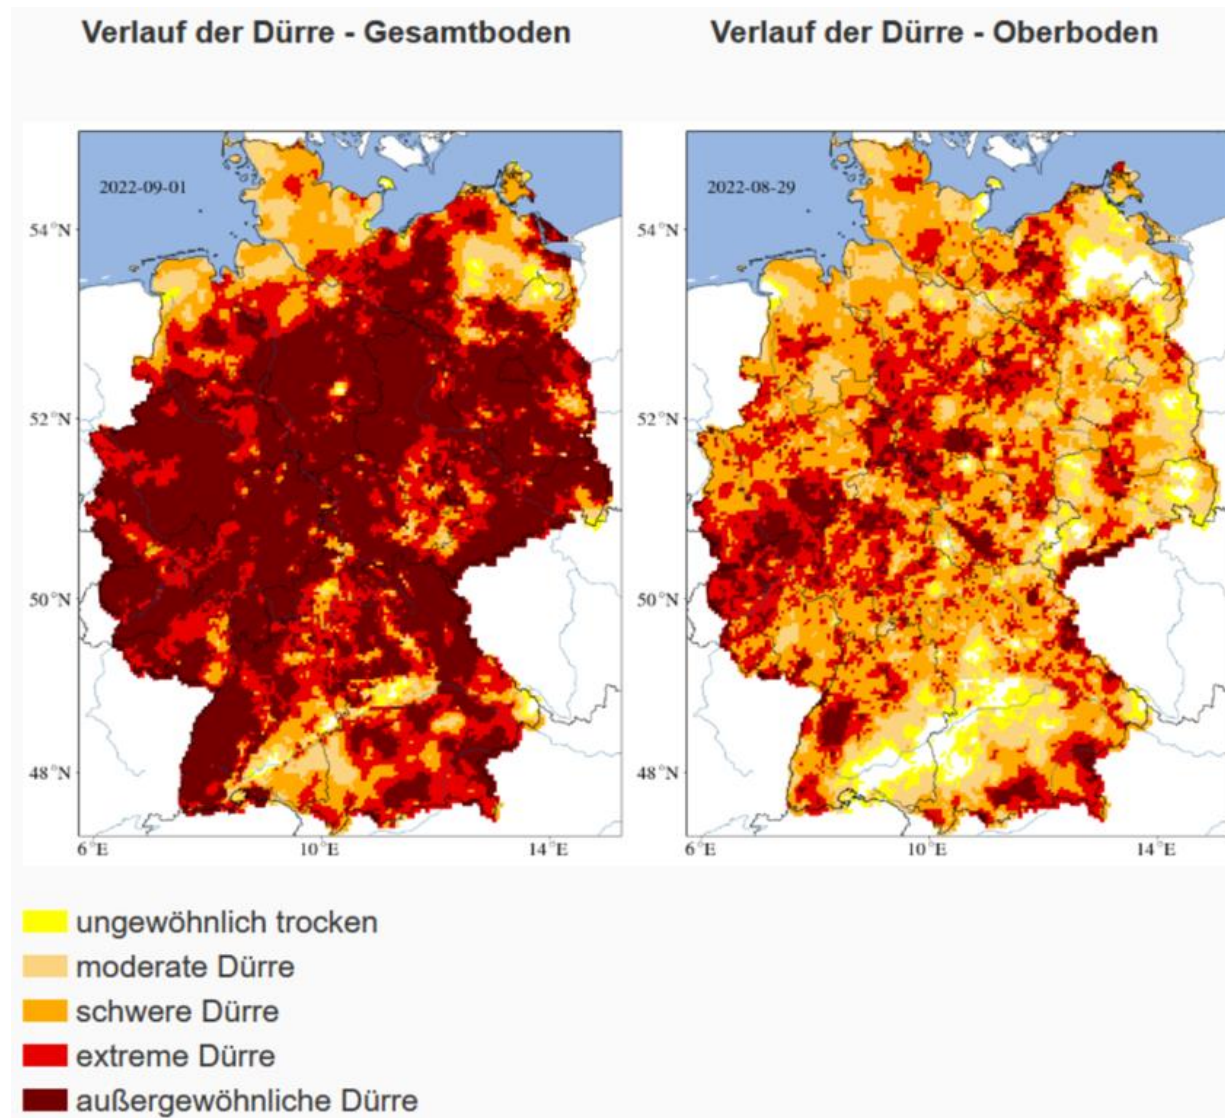 Verlauf der Dürre - Gesamtboden
Verlauf der Dürre - Oberboden
2022-09-01
54°N
52°N
50°N
48°N
6°E
10°E
14°E
2022-08-29
54°N
52°N
50°N
48°N
6°E
10°E
14°E
ungewöhnlich trocken
moderate Dürre
schwere Dürre
extreme Dürre
außergewöhnliche Dürre